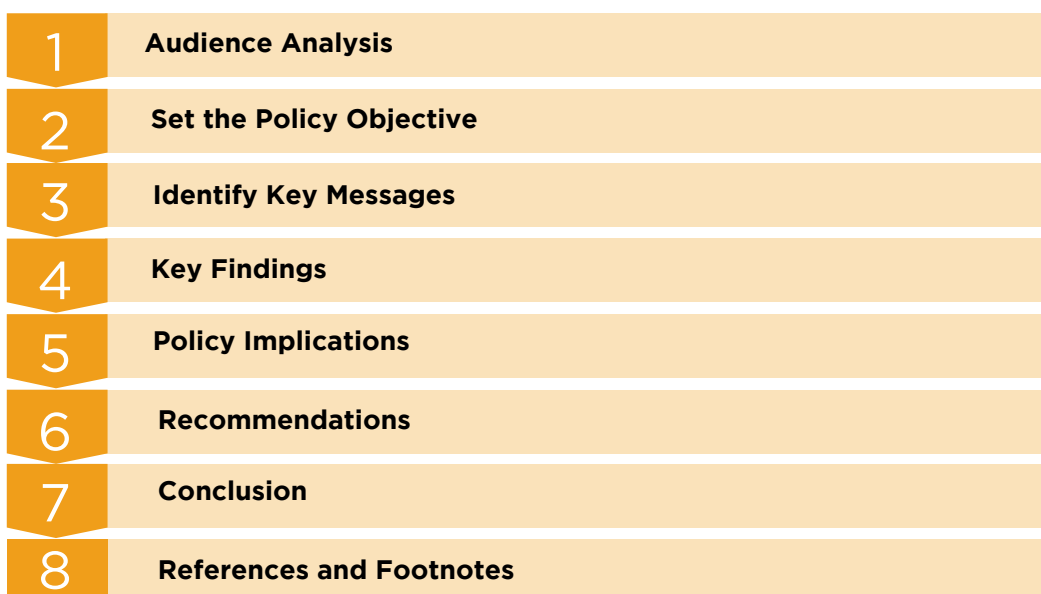 1 Audience Analysis
2 Set the Policy Objective
3 Identify Key Messages
4 Key Findings
5 Policy Implications
6 Recommendations
7 Conclusion
8 References and Footnotes